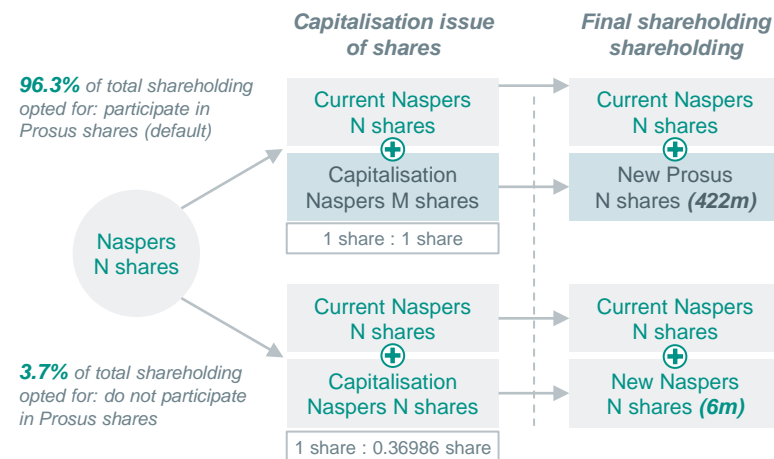 Capitalisation issue
of shares
Final shareholding
shareholding
96.3% of total shareholding
opted for: participate in
Prosus shares (default)
Current Naspers
N shares
Current Naspers
N shares
Capitalisation
Naspers M shares
New Prosus
N shares (422m)
1 share : 1 share
Naspers
N shares
Current Naspers
N shares
Current Naspers
N shares
3.7% of total shareholding
opted for: do not participate
in Prosus shares
Capitalisation
Naspers N shares
New Naspers
N shares (6m)
1 share : 0.36986 share